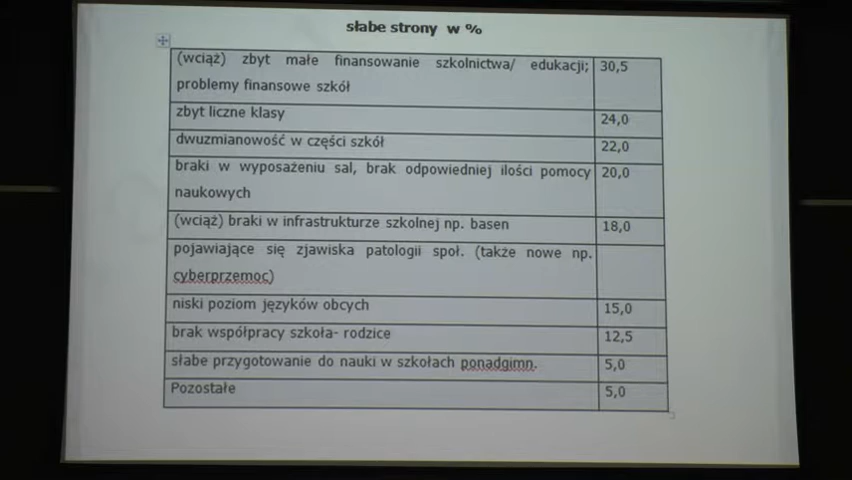 słabe strony w %
(wciąż) zbyt małe finansowanie szkolnictwa/ edukacji; 30,5
problemy finansowe szkół
zbyt liczne klasy 24,0
dwuzmianowość w części szkół 22,0
braki w wyposażeniu sal, brak odpowiedniej ilości pomocy 20,0
naukowych
(wciąż) braki w infrastrukturze szkolnej np. basen 18,0
pojawiające się zjawiska patologii społ. (także nowe np.
cyberprzemoc)
niski poziom języków obcych 15,0
brak współpracy szkoła- rodzice 12,5
słabe przygotowanie do nauki w szkołach ponadgimn. 5,0
Pozostałe 5,0